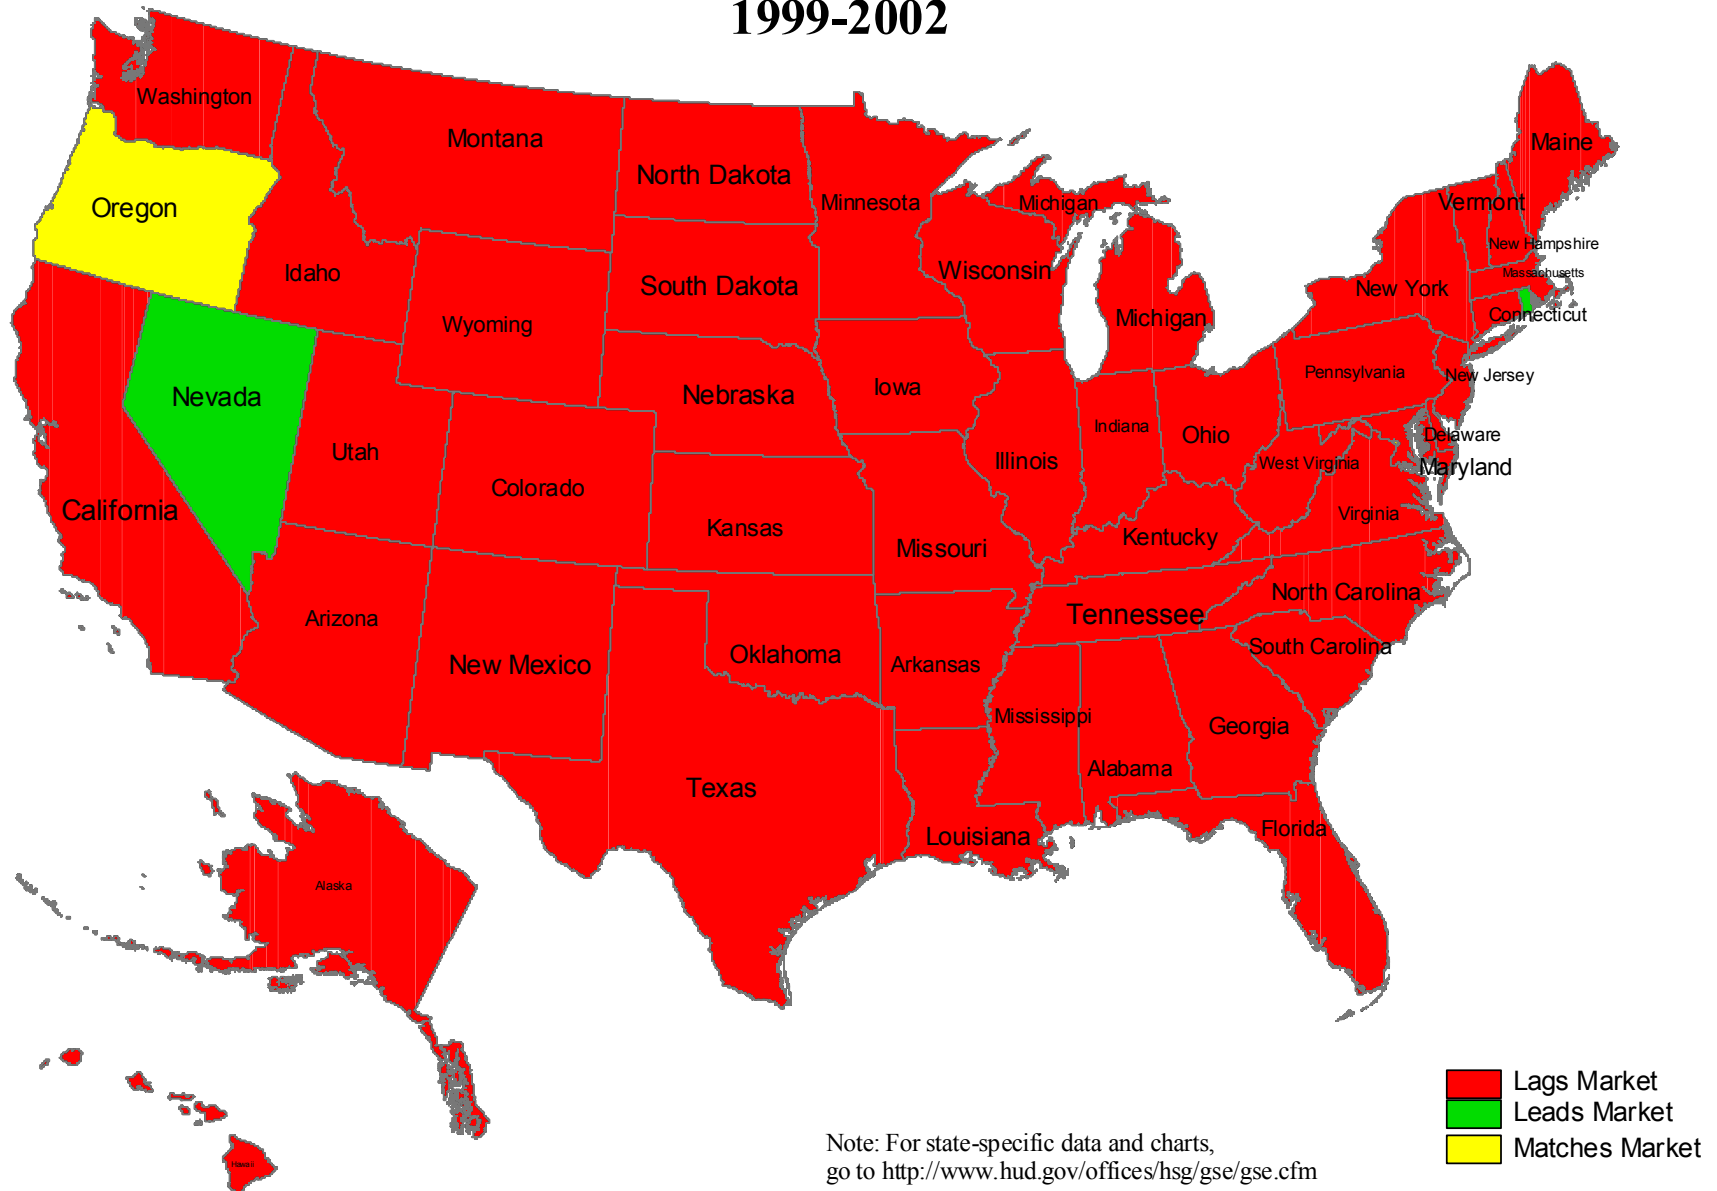 1999-2002
Washington
Montana
North Dakota
Minnesota
Michigan
Maine
Vermont
Oregon
New Hampshire
Idaho
South Dakota
Wisconsin
Massachusetts
New York
Connecticut
Wyoming
Michigan
Nevada
Nebraska
Iowa
Pennsylvania
New Jersey
Utah
Indiana
Ohio
Delaware
Illinois
West Virginia
Maryland
Colorado
California
Kansas
Virginia
Missouri
Kentucky
Arizona
North Carolina
Tennessee
New Mexico
Oklahoma
Arkansas
South Carolina
Mississippi
Georgia
Texas
Alabama
Louisiana
Florida
Alaska
Hawaii
Lags Market
Leads Market
Matches Market
Note: For state-specific data and charts,
go to http://www.hud.gov/offices/hsg/gse/gse.cfm